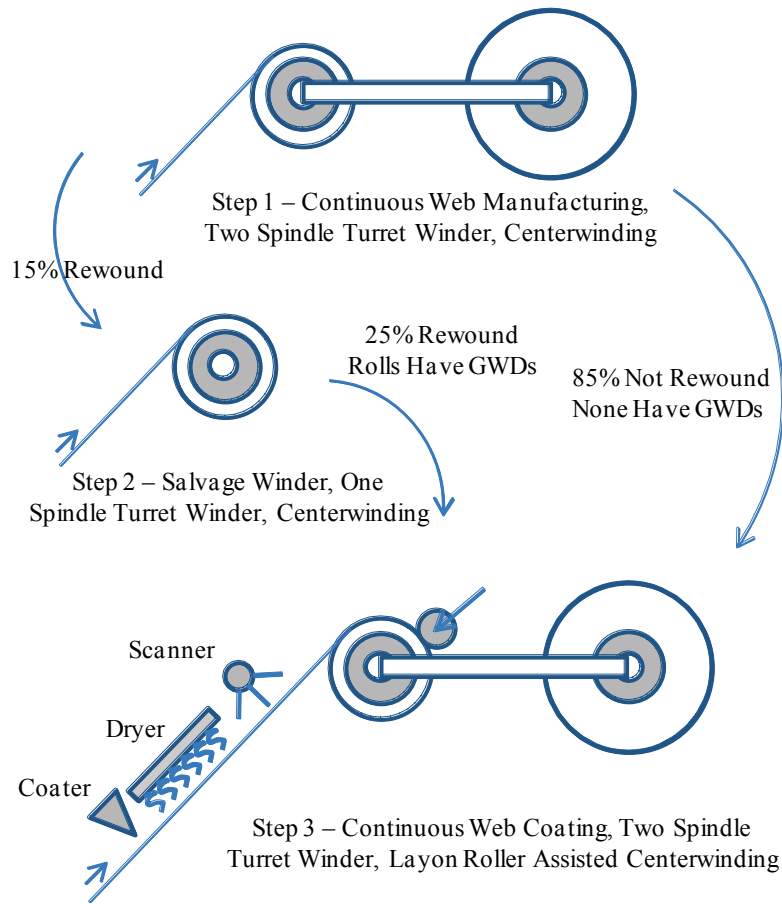 Step 1 – Continuous Web Manufacturing,
Two Spindle Turret Winder, Centerwinding
15% Rewound
25% Rewound
Rolls Have GWDs
85% Not Rewound
None Have GWDs
Step 2 – Salvage Winder, One
Spindle Turret Winder, Centerwinding
Scanner
Dryer
Coater
Step 3 – Continuous Web Coating, Two Spindle
Turret Winder, Layon Roller Assisted Centerwinding